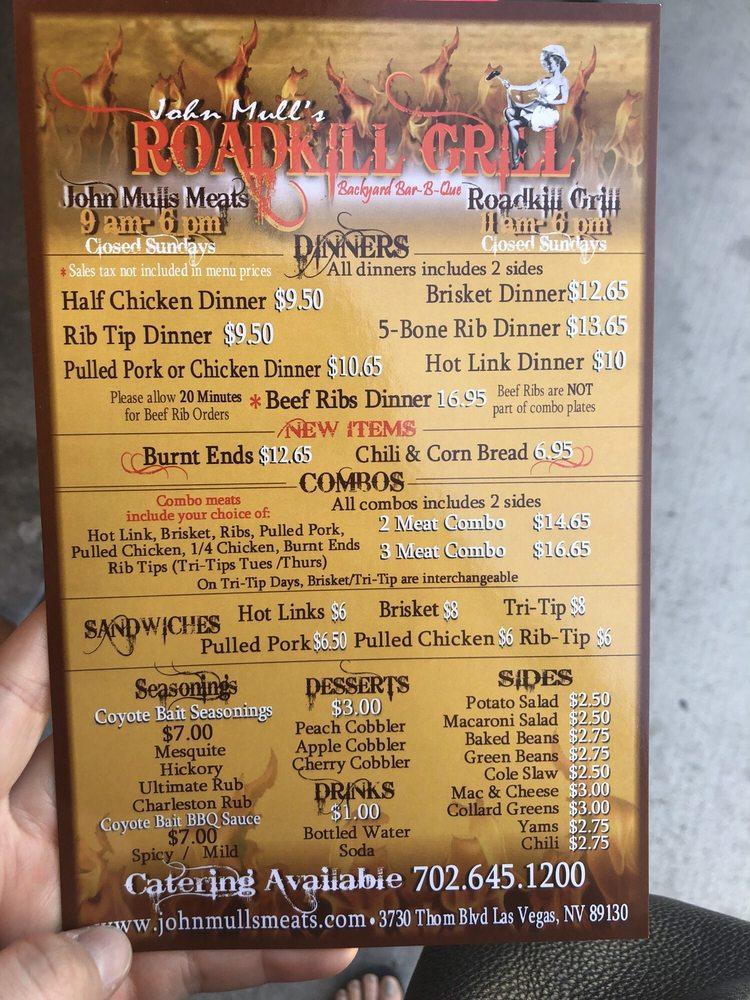 John Mull's
ROADKILL GRILL
Backyard Bar-B-Que
John Mulls Meats
9 am- 6 pm
Closed Sundays
Roadkill Grill
11 am- 6 pm
Closed Sundays
DINNERS
* Sales tax not included in menu prices
All dinners includes 2 sides
Half Chicken Dinner $9.50
Brisket Dinner $12.65
Rib Tip Dinner $9.50
5-Bone Rib Dinner $13.65
Pulled Pork or Chicken Dinner $10.65
Hot Link Dinner $10
Please allow 20 Minutes
for Beef Rib Orders
* Beef Ribs Dinner 16.95
Beef Ribs are NOT
part of combo plates
NEW ITEMS
Burnt Ends $12.65
Chili & Corn Bread 6.95
COMBOS
Combo meats
include your choice of:
All combos includes 2 sides
Hot Link, Brisket, Ribs, Pulled Pork,
Pulled Chicken, 1/4 Chicken, Burnt Ends
Rib Tips (Tri-Tips Tues /Thurs)
2 Meat Combo $14.65
3 Meat Combo $16.65
On Tri-Tip Days, Brisket/Tri-Tip are interchangeable
SANDWICHES
Hot Links $6 Brisket $8 Tri-Tip $8
Pulled Pork $6.50 Pulled Chicken $6 Rib-Tip $6
Seasonings
Coyote Bait Seasonings
$7.00
Mesquite
Hickory
Ultimate Rub
Charleston Rub
Coyote Bait BBQ Sauce
$7.00
Spicy / Mild
DESSERTS
$3.00
Peach Cobbler
Apple Cobbler
Cherry Cobbler
DRINKS
$1.00
Bottled Water
Soda
SIDES
Potato Salad $2.50
Macaroni Salad $2.50
Baked Beans $2.75
Green Beans $2.75
Cole Slaw $2.50
Mac & Cheese $3.00
Collard Greens $3.00
Yams $2.75
Chili $2.75
Catering Available 702.645.1200
www.johnmullsmeats.com • 3730 Thom Blvd Las Vegas, NV 89130